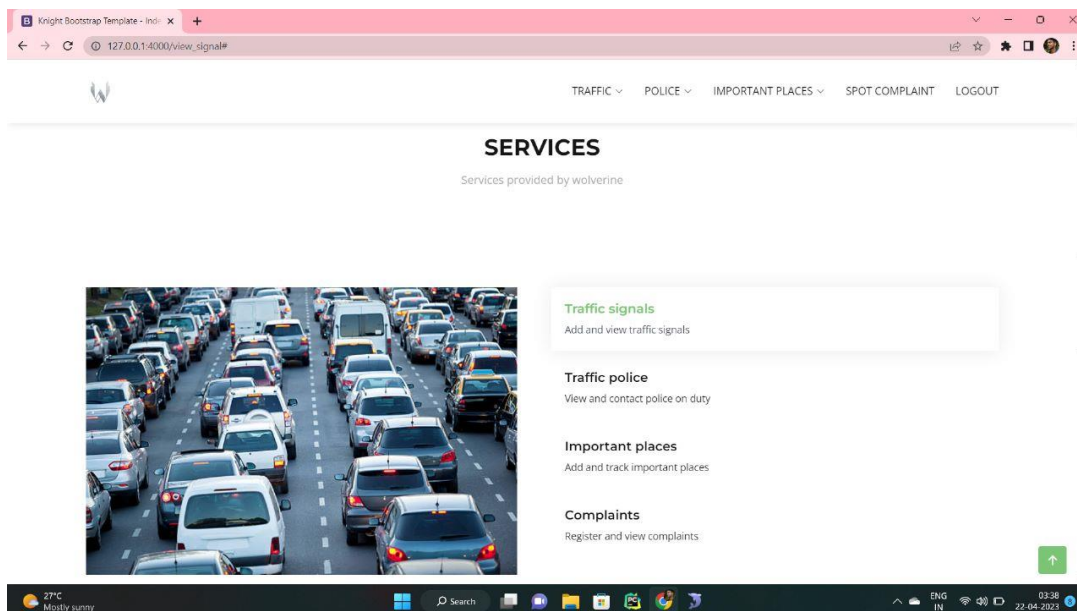 Knight Bootstrap Template - Inde
127.0.0.1:4000/view_signal#
TRAFFIC POLICE IMPORTANT PLACES SPOT COMPLAINT LOGOUT
SERVICES
Services provided by wolverine
Traffic signals
Add and view traffic signals
Traffic police
View and contact police on duty
Important places
Add and track important places
Complaints
Register and view complaints
27°C
Mostly sunny
Search
ENG
IN
03:38
22-04-2023